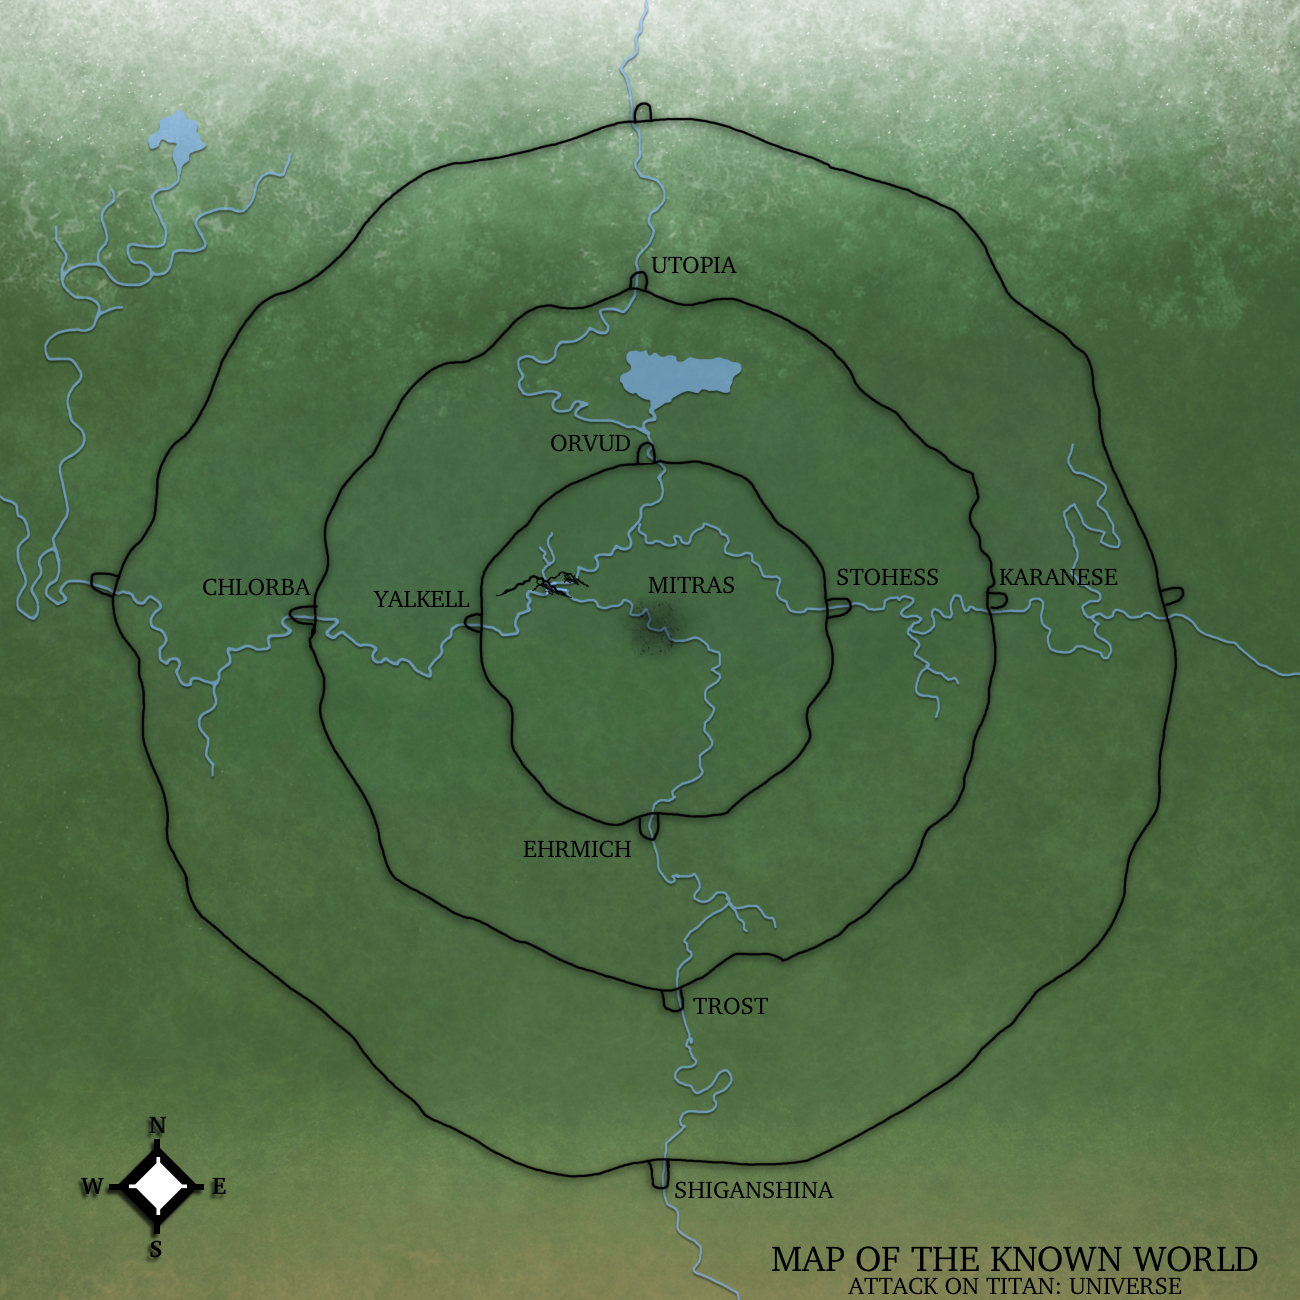 UTOPIA
ORVUD
CHLORBA
YALKELL
MITRAS
STOHESS
KARANESE
EHRMICH
TROST
N
W E
S
SHIGANSHINA
MAP OF THE KNOWN WORLD
ATTACK ON TITAN: UNIVERSE